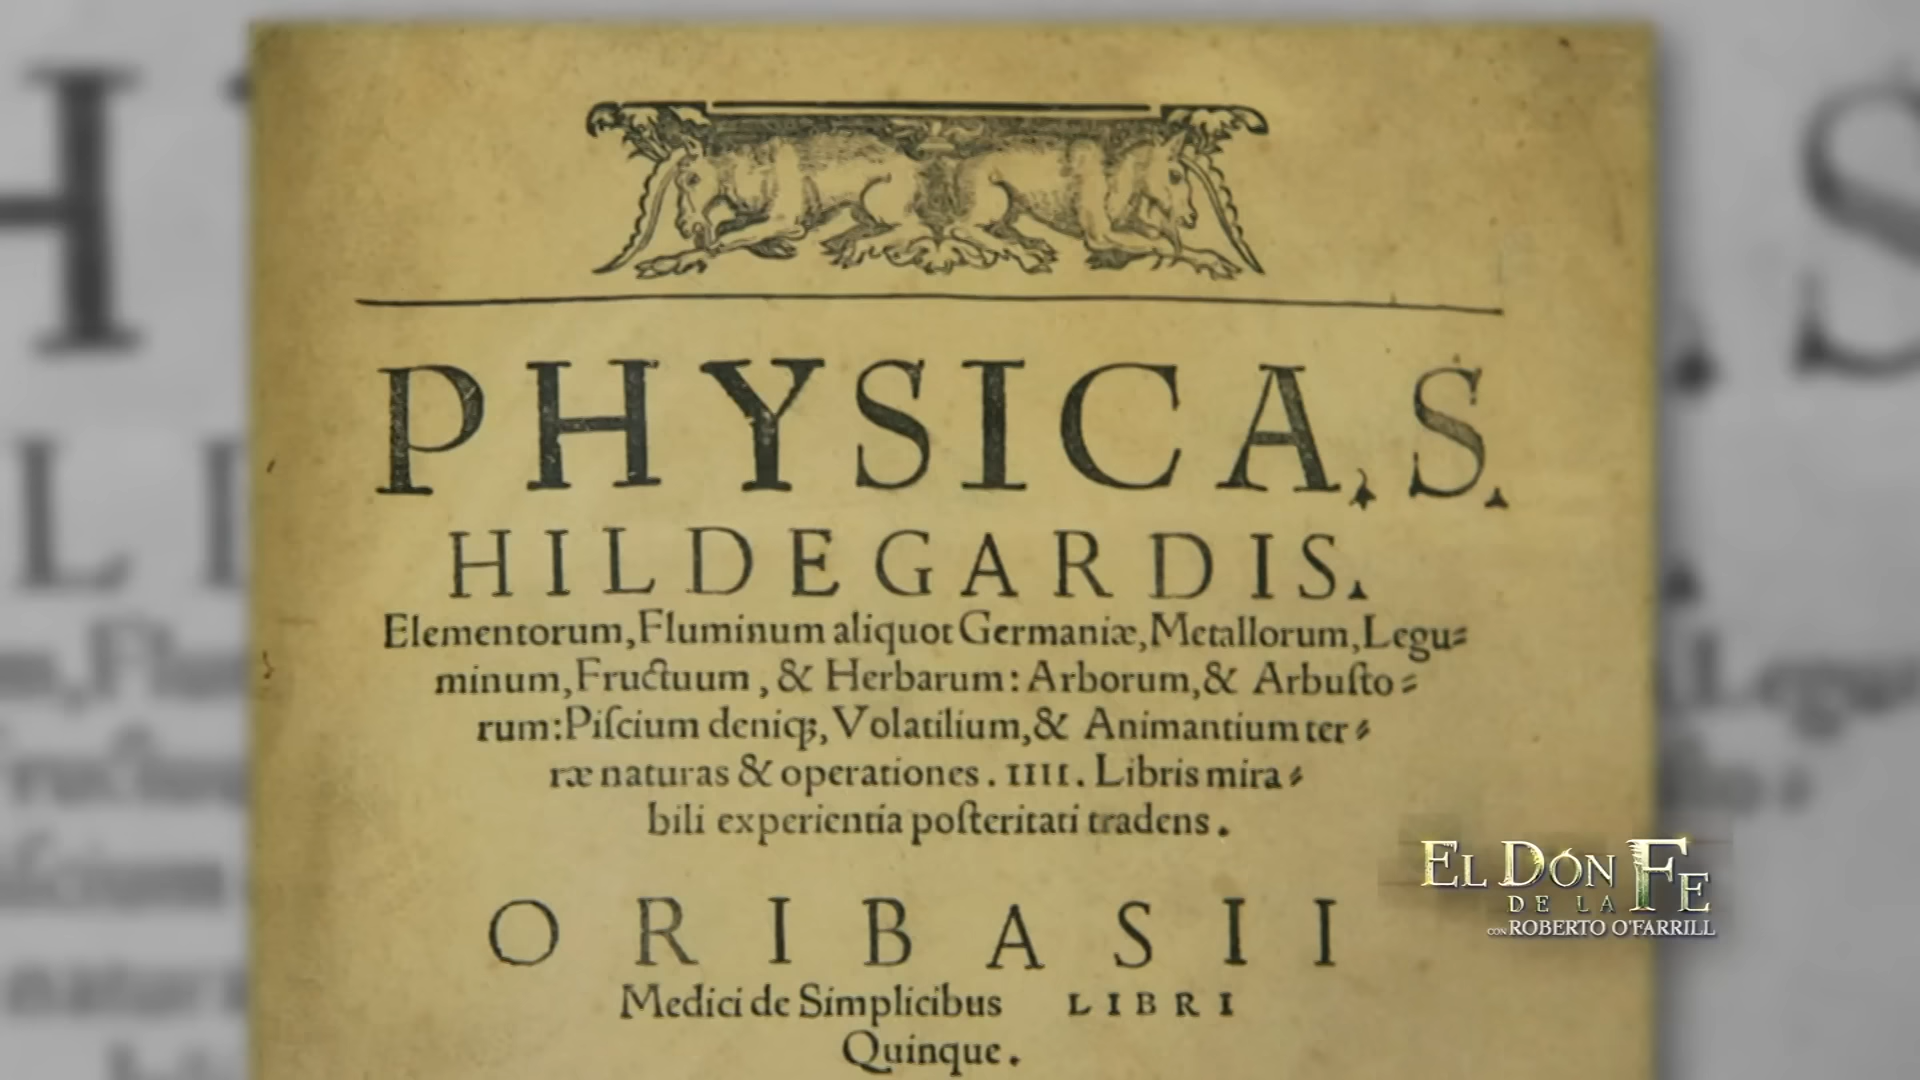 PHYSICA, S.
HILDEGARDIS.
Elementorum, Fluminum aliquot Germaniæ, Metallorum, Legu⸗
minum, Fructuum, & Herbarum: Arborum, & Arbuſto⸗
rum: Piſcium deniqꝫ, Volatilium, & Animantium ter⸗
ræ naturas & operationes. IIII. Libris mira⸗
bili experientia poſteritati tradens.
ORIBASII
Medici de Simplicibus LIBRI
Quinque.
EL DON
DE LA FE
CON ROBERTO O'FARRILL